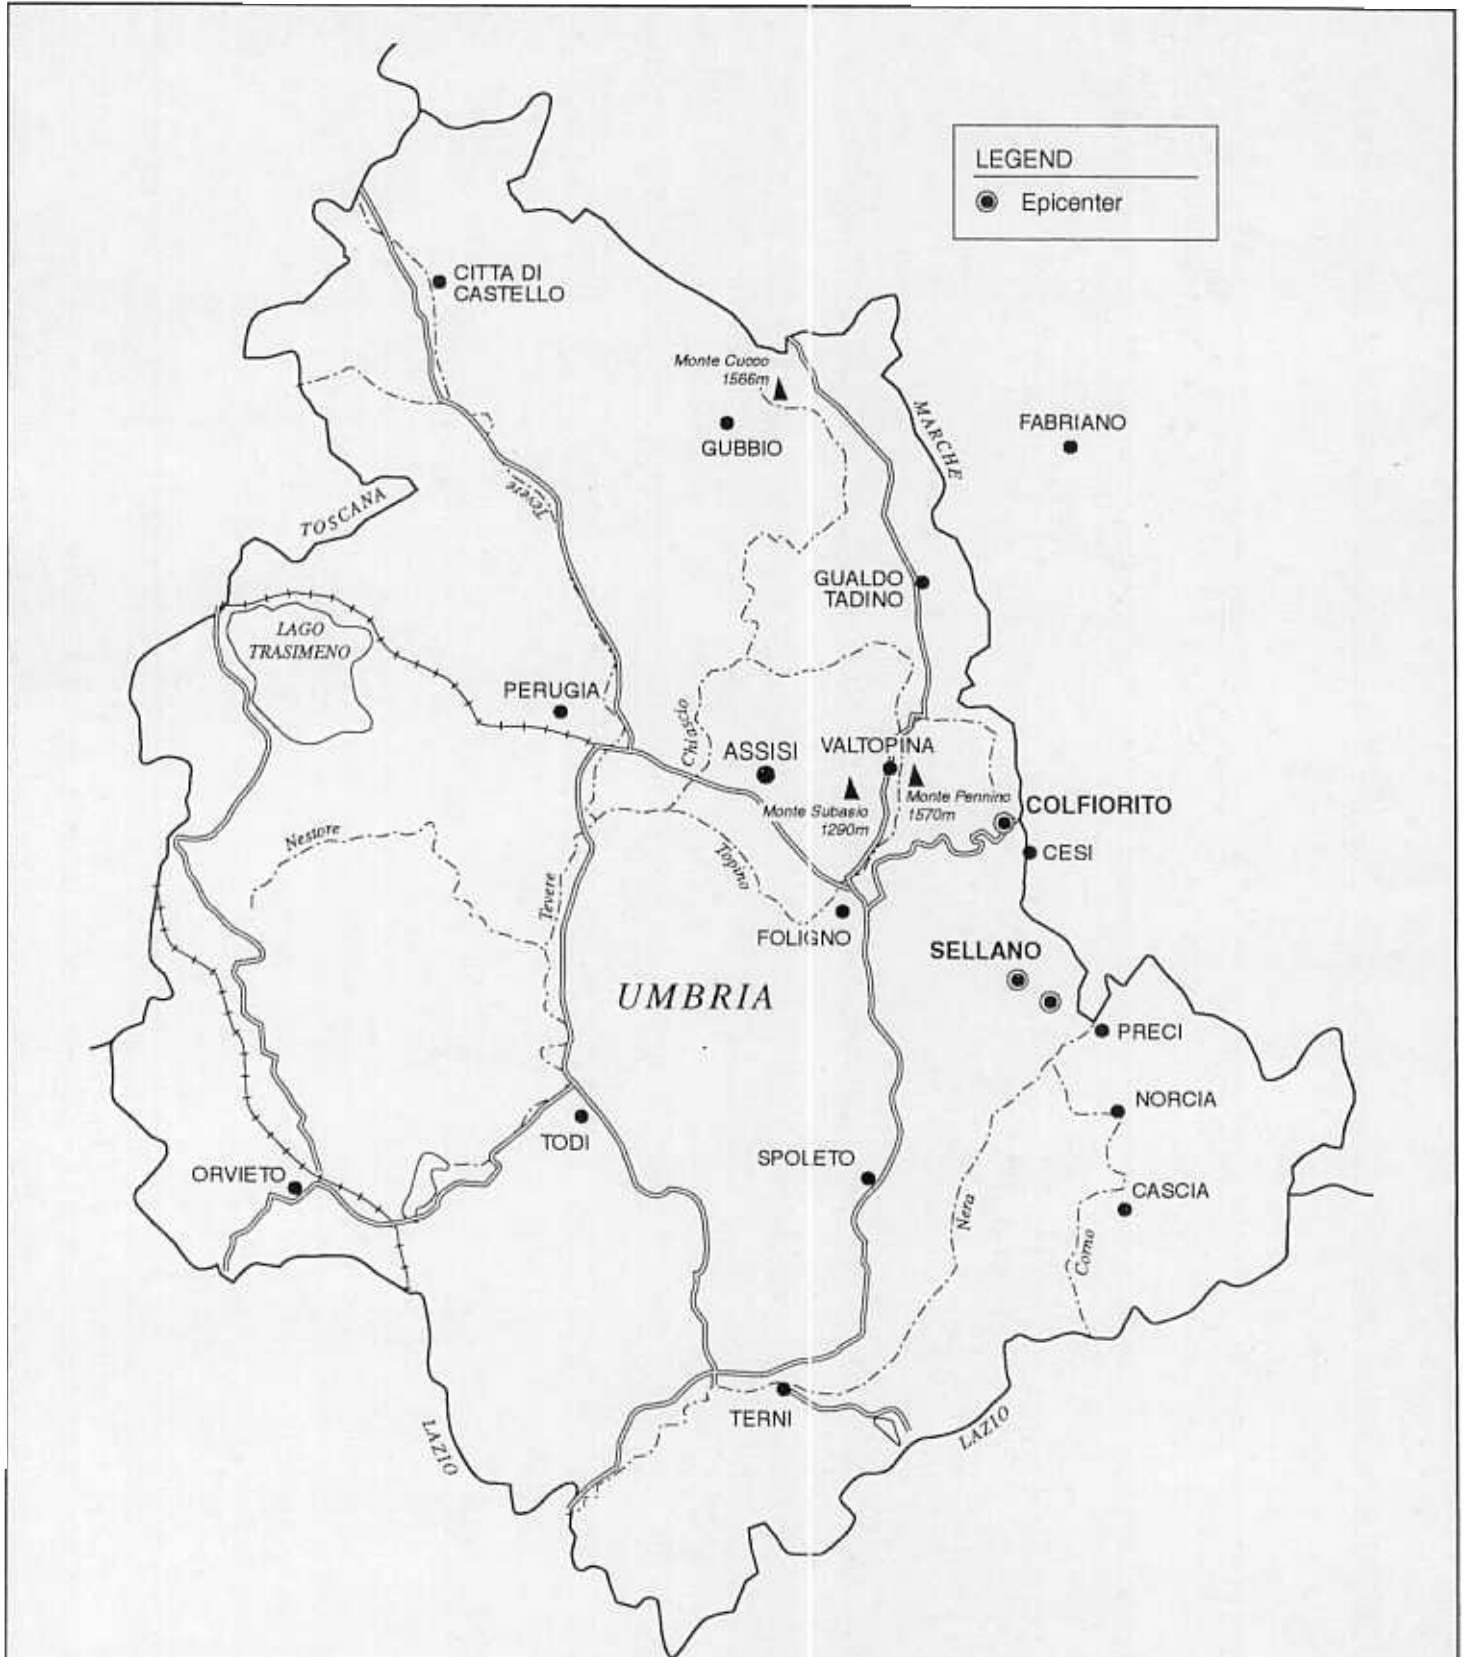 LEGEND
Epicenter
CITTA DI
CASTELLO
Monte Cucco
1566m
GUBBIO
MARCHE
FABRIANO
TOSCANA
Tevere
GUALDO
TADINO
LAGO
TRASIMENO
PERUGIA
Chiascio
ASSISI
VALTOPINA
Monte Subasio
1290m
Monte Pennino
1570m
COLFIORITO
CESI
Nestore
Topino
Tevere
FOLIGNO
SELLANO
UMBRIA
PRECI
NORCIA
TODI
SPOLETO
ORVIETO
CASCIA
Nera
Corno
TERNI
LAZIO
LAZIO